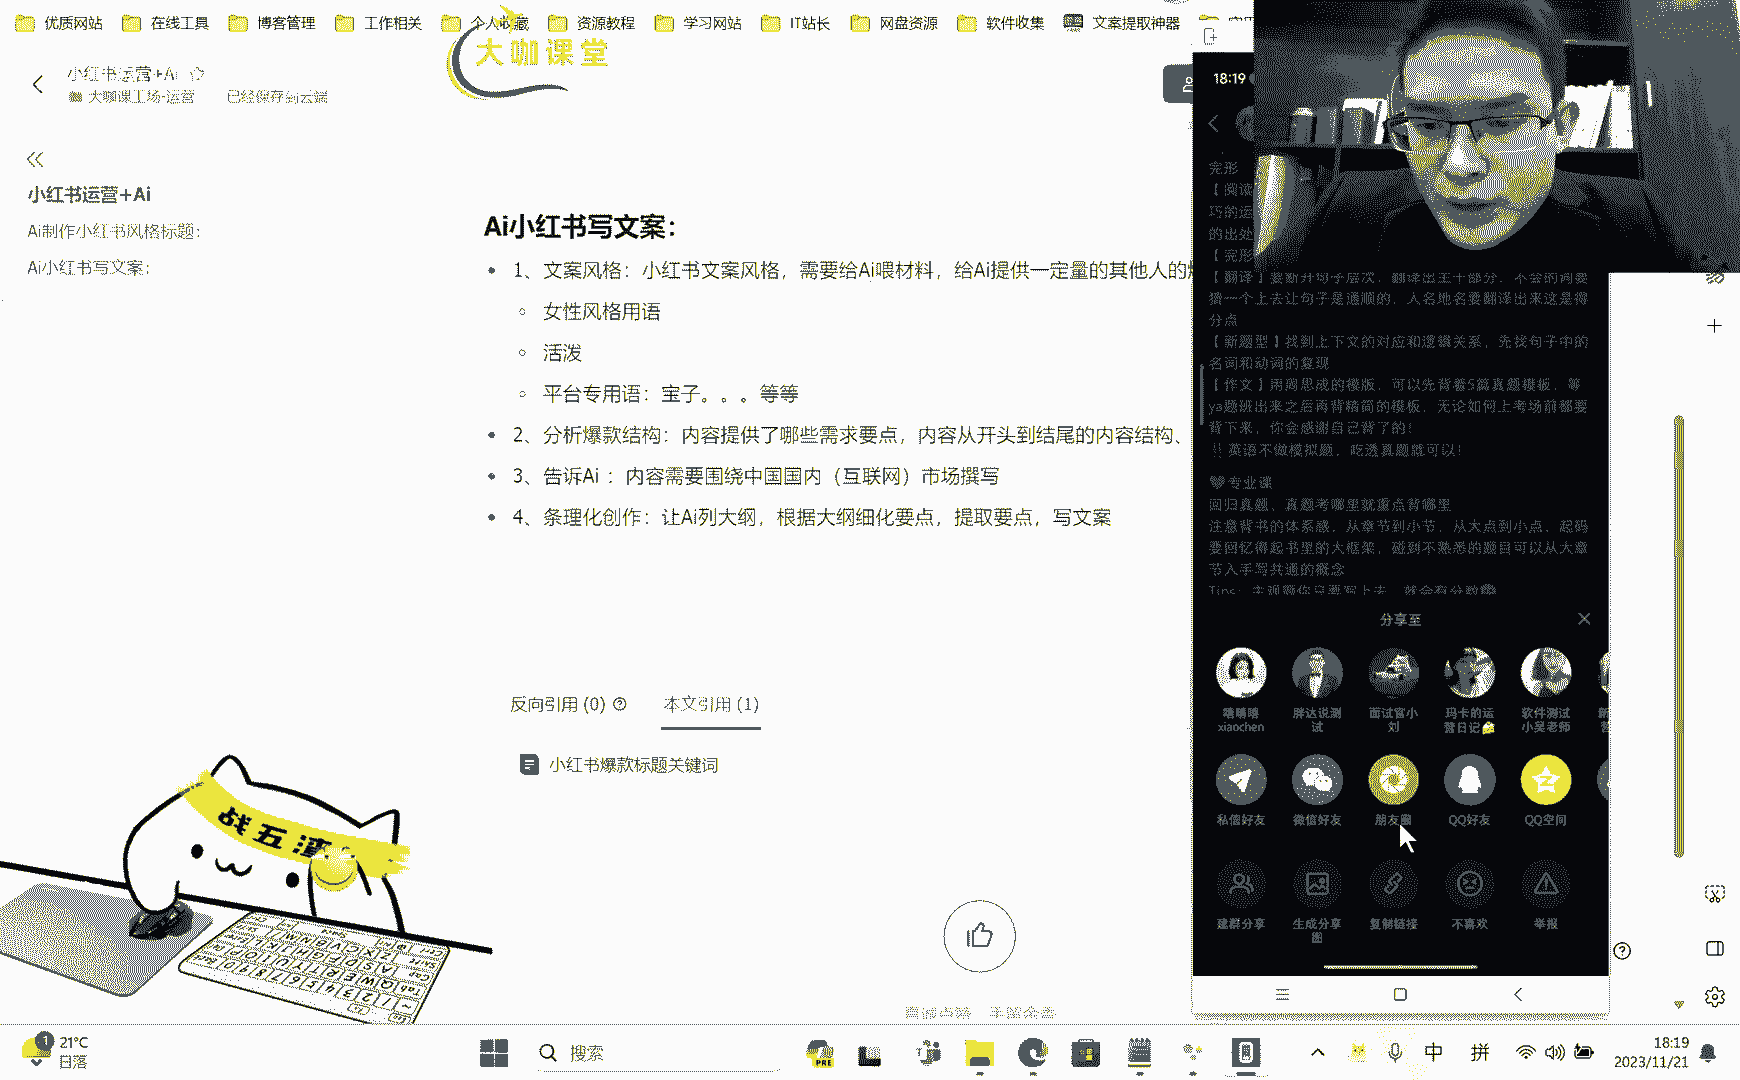 优质网站
在线工具
博客管理
工作相关
个人收藏
资源教程
学习网站
IT站长
网盘资源
软件收集
文案提取神器
大咖课堂
小红书运营+Ai
大咖课工场-运营
已经保存到云端
小红书运营+Ai
Ai制作小红书风格标题：
Ai小红书写文案：
Ai小红书写文案：
1、文案风格：小红书文案风格，需要给Ai喂材料，给Ai提供一定量的其他人的
女性风格用语
活泼
平台专用语：宝子。。。等等
2、分析爆款结构：内容提供了哪些需求要点，内容从开头到结尾的内容结构、
3、告诉Ai ：内容需要围绕中国国内（互联网）市场撰写
4、条理化创作：让Ai列大纲，根据大纲细化要点，提取要点，写文案
反向引用 (0)
本文引用 (1)
小红书爆款标题关键词
战五渣
18:19
完形
【阅读
巧的运
的出处
【完形
【翻译】要断开句子层次，翻译出主干部分，不会的词要
猜一个上去让句子是通顺的，人名地名要翻译出来这是得
分点
【新题型】找到上下文的对应和逻辑关系，先找句子中的
名词和动词的复现
【作文】用周思成的模版，可以先背着5篇真题模板，等
ya题班出来之后再背精简的模板，无论如何上考场前都要
背下来，你会感谢自己背了的！
‼️英语不做模拟题，吃透真题就可以！
专业课
回归真题，真题考哪里就重点背哪里
注意背书的体系感，从章节到小节，从大点到小点，起码
要回忆得起书里的大框架，碰到不熟悉的题目可以从大章
节入手写共通的概念
Tips：主观题你只要写上去，就会有分数
分享至
嘻嘻嘻
xiaochen
胖达说测
试
面试官小
刘
玛卡的运
营日记
软件测试
小吴老师
私信好友
微信好友
朋友圈
QQ好友
QQ空间
建群分享
生成分享
图
复制链接
不喜欢
举报
21°C
日落
搜索
PRE
中
拼
18:19
2023/11/21